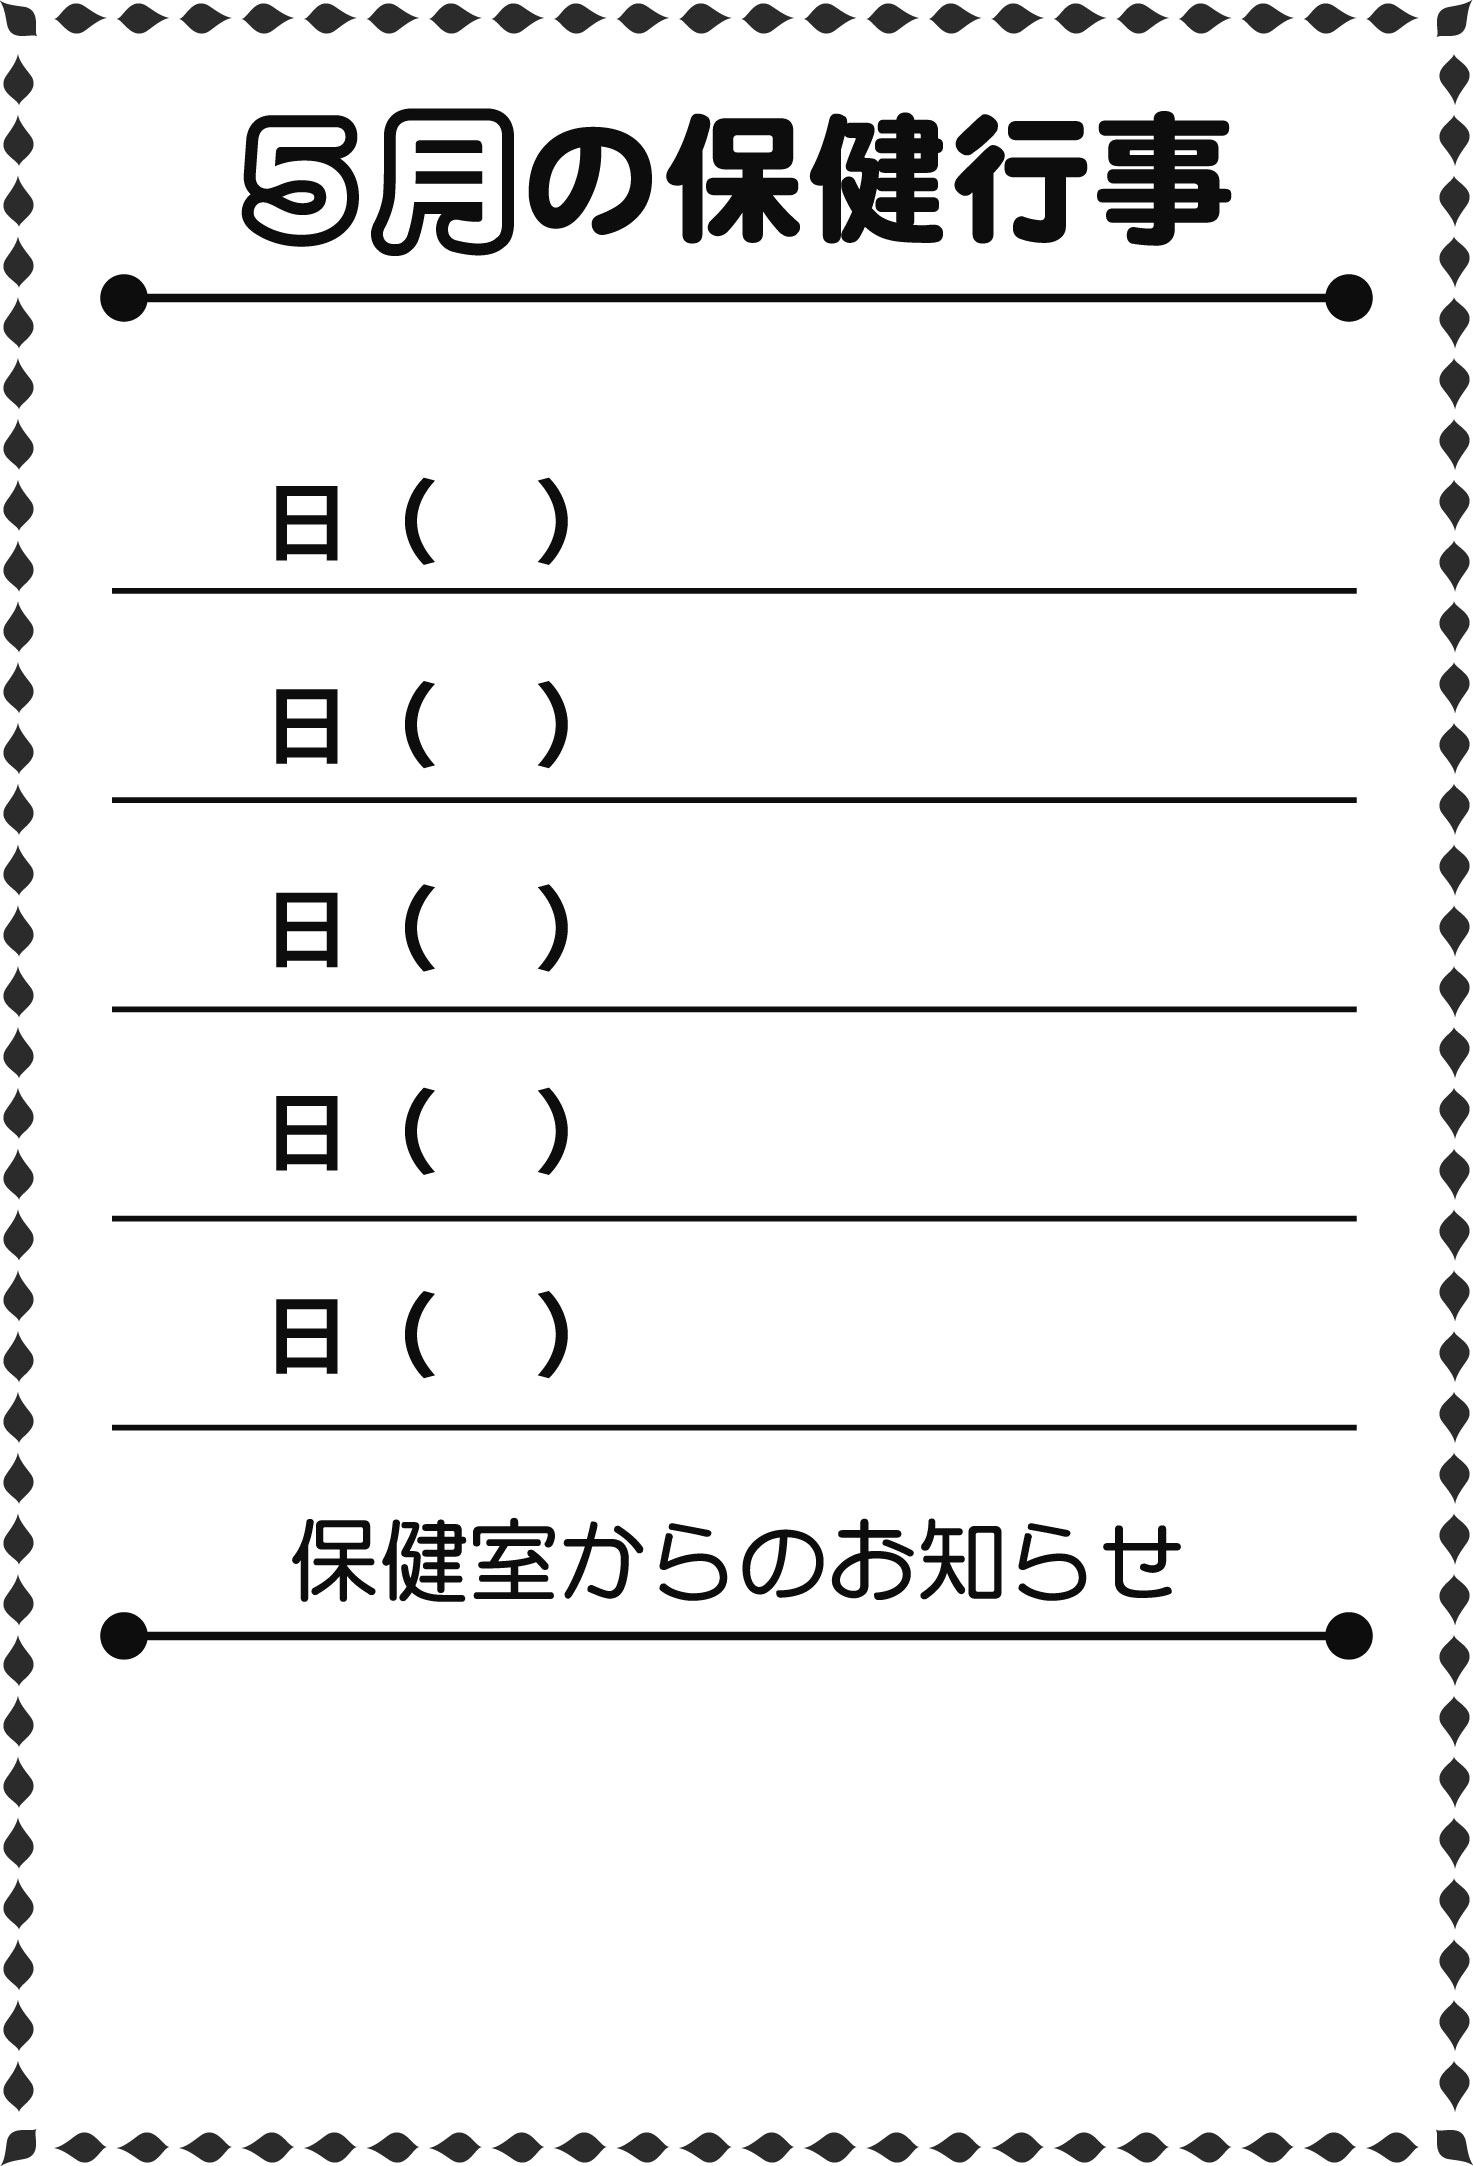 5月の保健行事
日（　）
日（　）
日（　）
日（　）
日（　）
保健室からのお知らせ